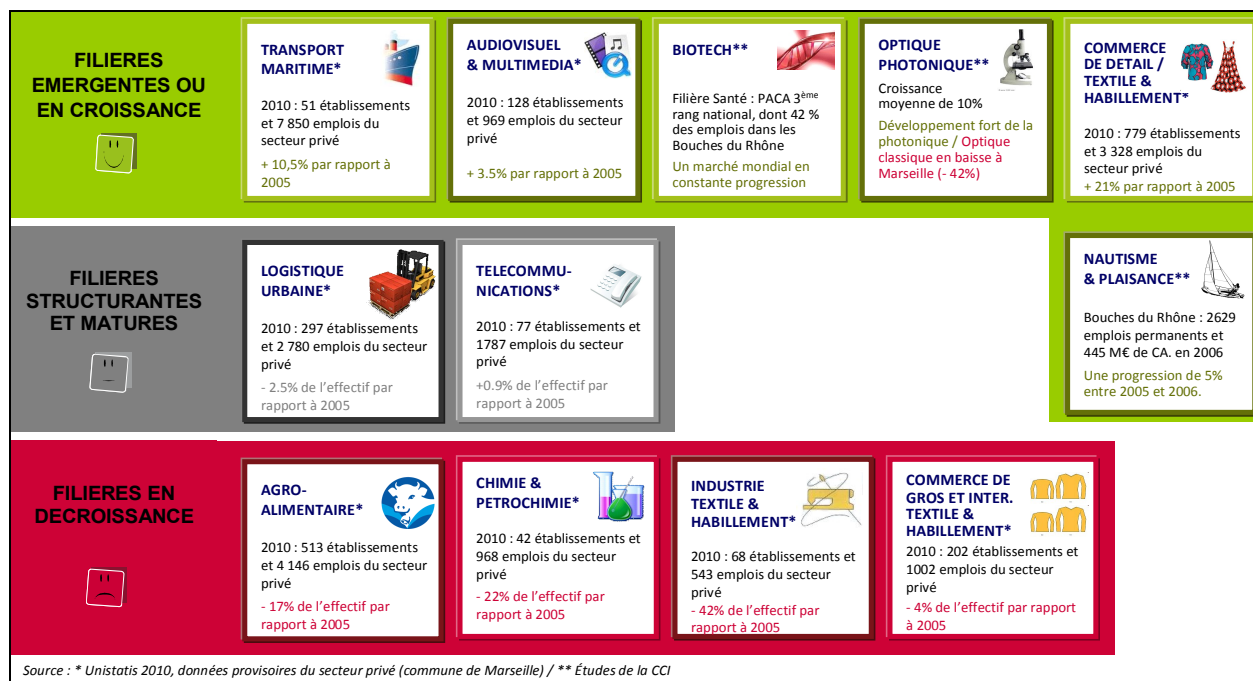 FILIERES
EMERGENTES OU
EN CROISSANCE
TRANSPORT
MARITIME*
2010 : 51 établissements
et 7 850 emplois du
secteur privé
+ 10,5% par rapport à
2005
AUDIOVISUEL
& MULTIMEDIA*
2010 : 128 établissements
et 969 emplois du secteur
privé
+ 3.5% par rapport à 2005
BIOTECH**
Filière Santé : PACA 3ème
rang national, dont 42 %
des emplois dans les
Bouches du Rhône
Un marché mondial en
constante progression
OPTIQUE
PHOTONIQUE**
Croissance
moyenne de 10%
Développement fort de la
photonique / Optique
classique en baisse à
Marseille (- 42%)
COMMERCE
DE DETAIL /
TEXTILE &
HABILLEMENT*
2010 : 779 établissements
et 3 328 emplois du
secteur privé
+ 21% par rapport à 2005
FILIERES
STRUCTURANTES
ET MATURES
LOGISTIQUE
URBAINE*
2010 : 297 établissements
et 2 780 emplois du secteur
privé
- 2.5% de l'effectif par
rapport à 2005
TELECOMMU-
NICATIONS*
2010 : 77 établissements et
1787 emplois du secteur
privé
+0.9% de l'effectif par
rapport à 2005
NAUTISME
& PLAISANCE**
Bouches du Rhône : 2629
emplois permanents et
445 M€ de CA. en 2006
Une progression de 5%
entre 2005 et 2006.
FILIERES EN
DECROISSANCE
AGRO-
ALIMENTAIRE*
2010 : 513 établissements
et 4 146 emplois du secteur
privé
- 17% de l'effectif par
rapport à 2005
CHIMIE &
PETROCHIMIE*
2010 : 42 établissements et
968 emplois du secteur
privé
- 22% de l'effectif par
rapport à 2005
INDUSTRIE
TEXTILE &
HABILLEMENT*
2010 : 68 établissements et
543 emplois du secteur
privé
- 42% de l'effectif par
rapport à 2005
COMMERCE DE
GROS ET INTER.
TEXTILE &
HABILLEMENT*
2010 : 202 établissements et
1002 emplois du secteur
privé
- 4% de l'effectif par rapport
à 2005
Source : * Unistatis 2010, données provisoires du secteur privé (commune de Marseille) / ** Études de la CCI